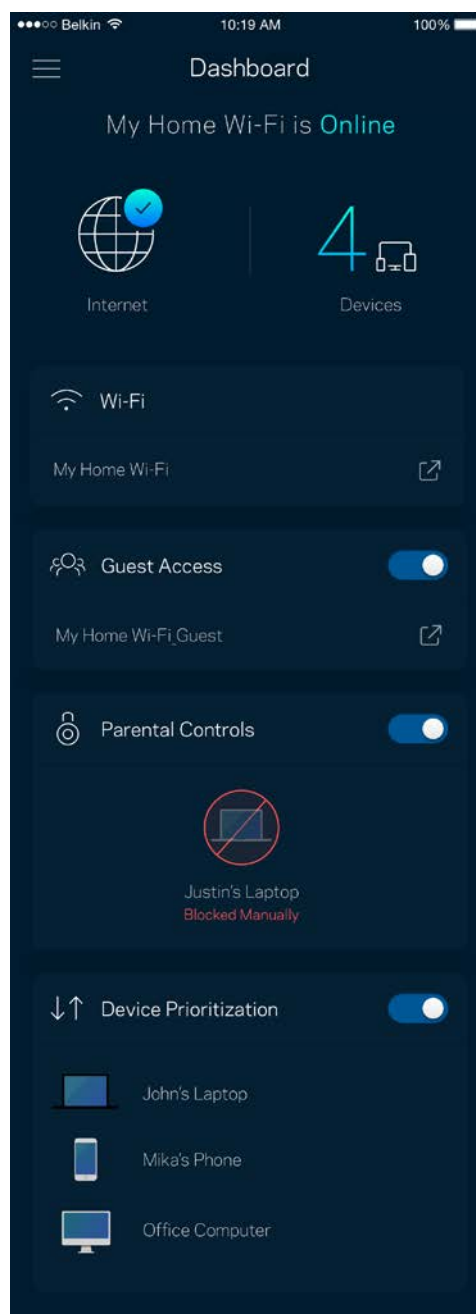 Belkin 10:19 AM 100%
Dashboard
My Home Wi-Fi is Online
4
Internet Devices
Wi-Fi
My Home Wi-Fi
Guest Access
My Home Wi-Fi_Guest
Parental Controls
Justin's Laptop
Blocked Manually
Device Prioritization
John's Laptop
Mika's Phone
Office Computer